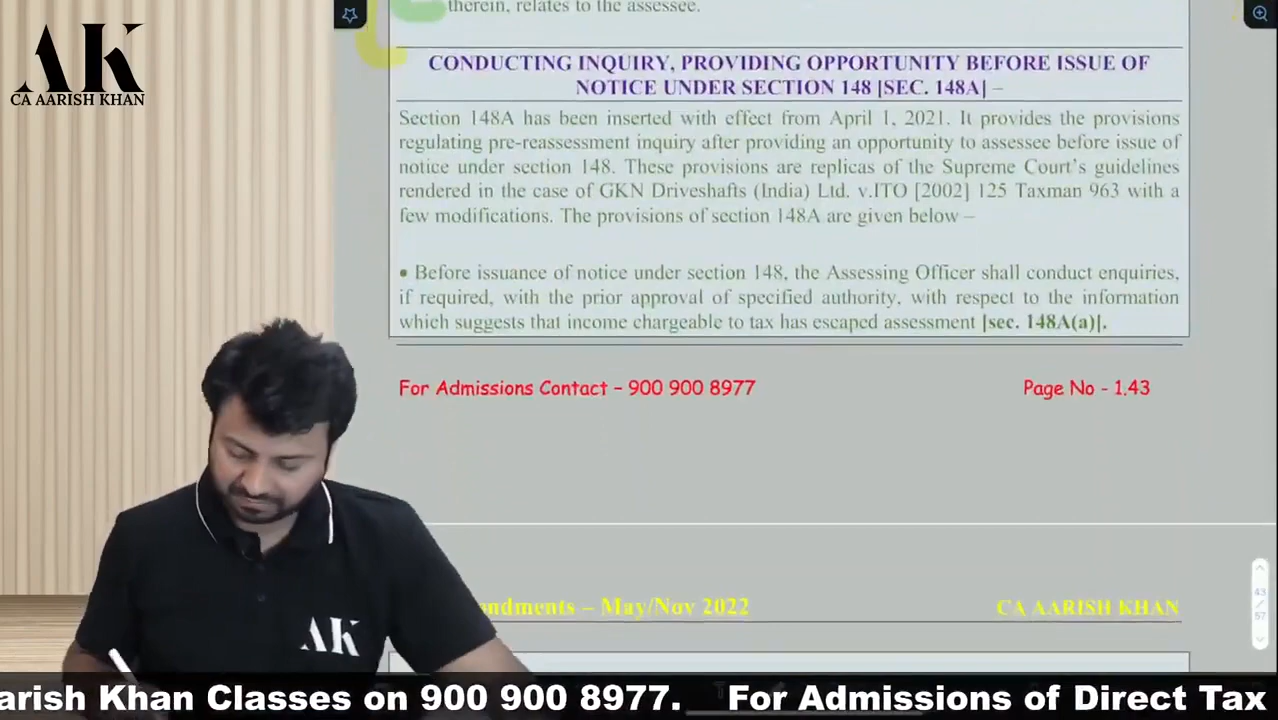 AK
CA AARISH KHAN
therein, relates to the assessee.
CONDUCTING INQUIRY, PROVIDING OPPORTUNITY BEFORE ISSUE OF
NOTICE UNDER SECTION 148 [SEC. 148A] –
Section 148A has been inserted with effect from April 1, 2021. It provides the provisions
regulating pre-reassessment inquiry after providing an opportunity to assessee before issue of
notice under section 148. These provisions are replicas of the Supreme Court's guidelines
rendered in the case of GKN Driveshafts (India) Ltd. v.ITO [2002] 125 Taxman 963 with a
few modifications. The provisions of section 148A are given below –
• Before issuance of notice under section 148, the Assessing Officer shall conduct enquiries,
if required, with the prior approval of specified authority, with respect to the information
which suggests that income chargeable to tax has escaped assessment [sec. 148A(a)].
For Admissions Contact – 900 900 8977 Page No - 1.43
ndments – May/Nov 2022 CA AARISH KHAN
43
/
57
AK
arish Khan Classes on 900 900 8977. For Admissions of Direct Tax